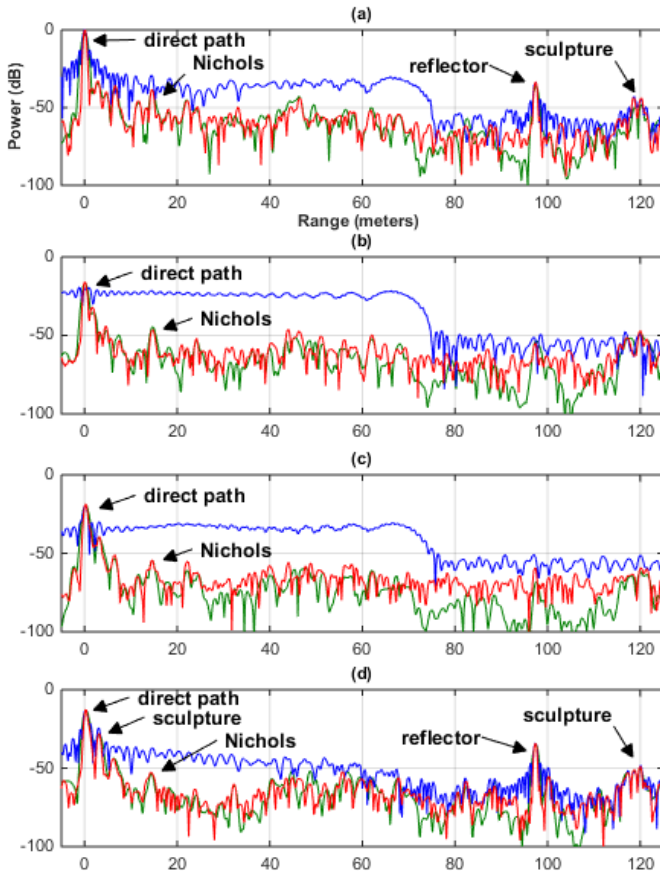 (a)
0
direct path
sculpture
Nichols
reflector
Power (dB)
-50
-100
0 20 40 60 80 100 120
Range (meters)
(b)
0
direct path
Nichols
-50
-100
0 20 40 60 80 100 120
(c)
0
direct path
Nichols
-50
-100
0 20 40 60 80 100 120
(d)
0
direct path
sculpture
sculpture
Nichols
reflector
-50
-100
0 20 40 60 80 100 120